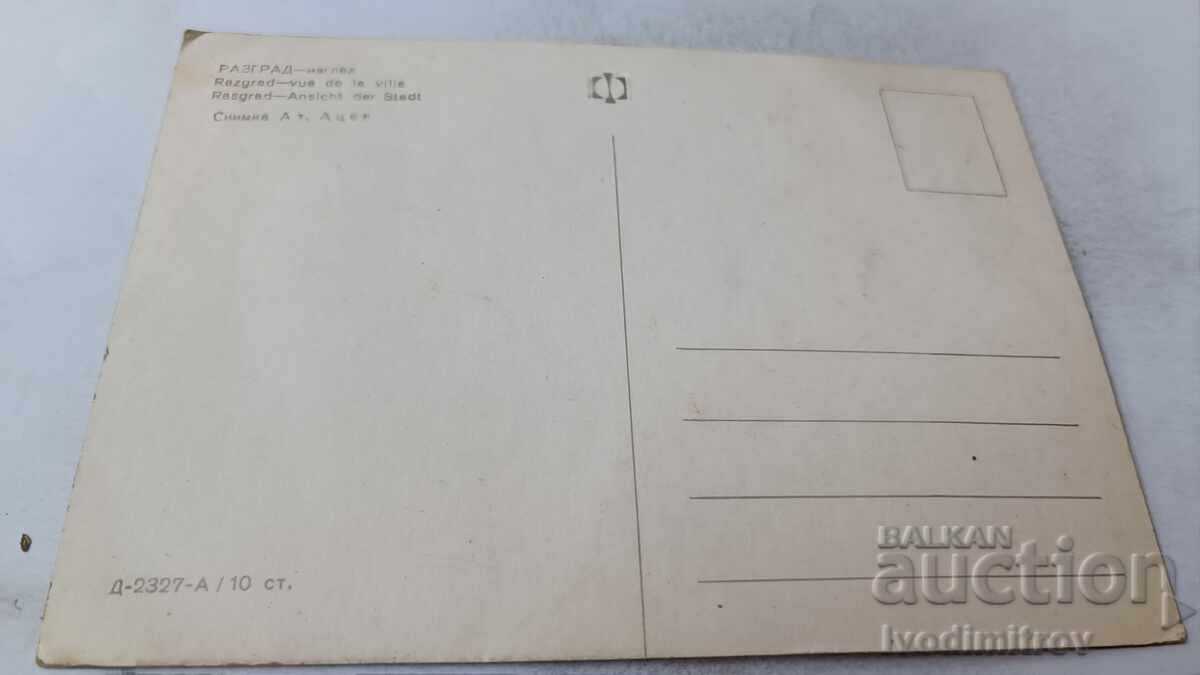 РАЗГРАД—изглед
Razgrad—vue de la ville
Rasgrad—Ansicht der Stadt
Снимка Ат. Ацев
Д-2327-А / 10 ст.
BALKAN
auction
Ivodimitrov